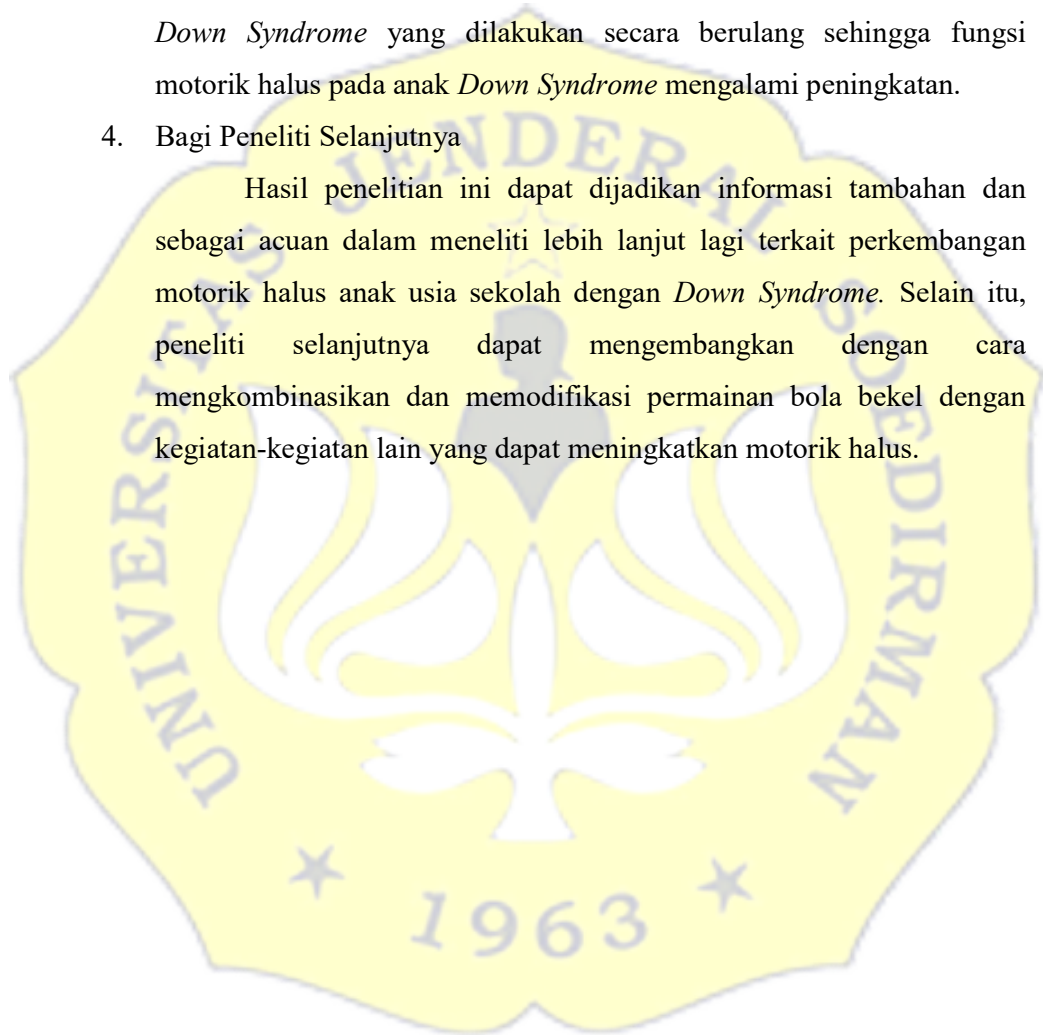 Down Syndrome yang dilakukan secara berulang sehingga fungsi
motorik halus pada anak Down Syndrome mengalami peningkatan.
4. Bagi Peneliti Selanjutnya
Hasil penelitian ini dapat dijadikan informasi tambahan dan
sebagai acuan dalam meneliti lebih lanjut lagi terkait perkembangan
motorik halus anak usia sekolah dengan Down Syndrome. Selain itu,
peneliti selanjutnya dapat mengembangkan dengan cara
mengkombinasikan dan memodifikasi permainan bola bekel dengan
kegiatan-kegiatan lain yang dapat meningkatkan motorik halus.
UNIVERSITAS JENDERAL SOEDIRMAN
1963